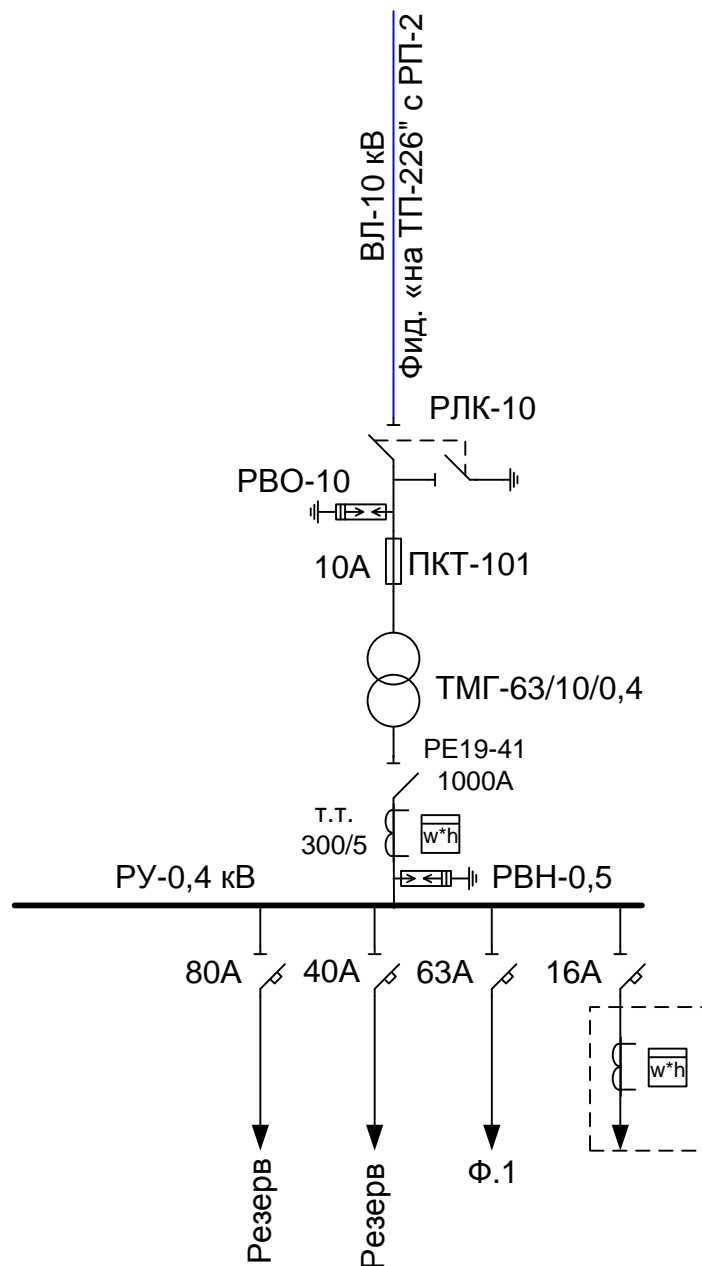 ВЛ-10 кВ
Фид. «на ТП-226" с РП-2
РЛК-10
РВО-10
10А
ПКТ-101
ТМГ-63/10/0,4
РЕ19-41
1000А
т.т.
300/5
w*h
РУ-0,4 кВ
РВН-0,5
80А
40А
63А
16А
w*h
Резерв
Резерв
Ф.1